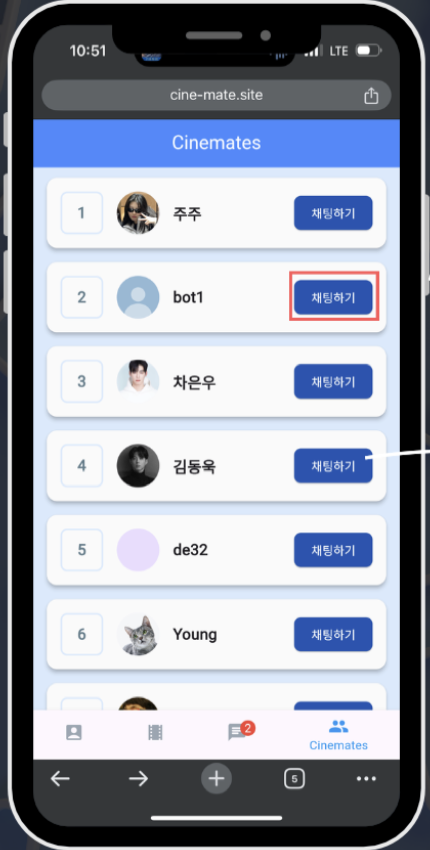 10:51
LTE
cine-mate.site
Cinemates
1 주주 채팅하기
2 bot1 채팅하기
3 차은우 채팅하기
4 김동욱 채팅하기
5 de32 채팅하기
6 Young 채팅하기
2
Cinemates
5